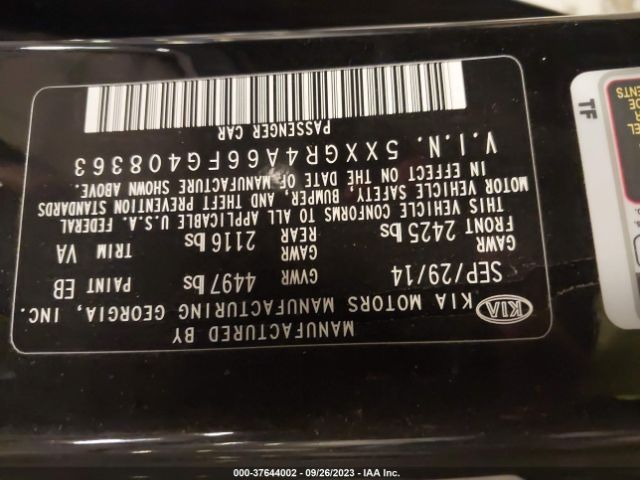 MANUFACTURED BY
KIA KIA MOTORS MANUFACTURING GEORGIA, INC.
SEP/29/14 GVWR 4497 lbs PAINT EB
GAWR FRONT 2425 lbs GAWR REAR 2116 lbs TRIM VA
THIS VEHICLE CONFORMS TO ALL APPLICABLE U.S.A. FEDERAL
MOTOR VEHICLE SAFETY, BUMPER, AND THEFT PREVENTION STANDARDS
IN EFFECT ON THE DATE OF MANUFACTURE SHOWN ABOVE.
V.I.N. 5XXGR4A66FG408363
PASSENGER CAR
TF
000-37644002 - 09/26/2023 - IAA Inc.